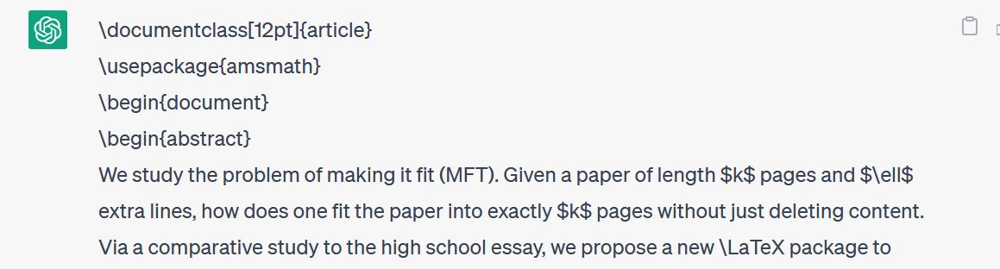 \documentclass[12pt]{article}
\usepackage{amsmath}
\begin{document}
\begin{abstract}
We study the problem of making it fit (MFT). Given a paper of length $k$ pages and $\ell$
extra lines, how does one fit the paper into exactly $k$ pages without just deleting content.
Via a comparative study to the high school essay, we propose a new \LaTeX package to